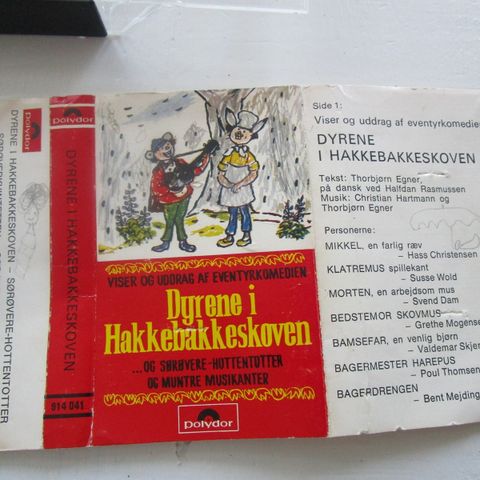 polydor
DYRENE I HAKKEBAKKESKOVEN – SØRØVERE-HOTTENTOTTER
polydor
DYRENE I HAKKEBAKKESKOVEN
914 041
VISER OG UDDRAG AF EVENTYRKOMEDIEN
Dyrene i
Hakkebakkeskoven
...OG SØRØVERE-HOTTENTOTTER
OG MUNTRE MUSIKANTER
polydor
Side 1:
Viser og uddrag af eventyrkomedien
DYRENE
I HAKKEBAKKESKOVEN
Tekst: Thorbjørn Egner,
på dansk ved Halfdan Rasmussen
Musik: Christian Hartmann og
Thorbjørn Egner
Personerne:
MIKKEL, en farlig ræv
– Hass Christensen
KLATREMUS spillekant
– Susse Wold
MORTEN, en arbejdsom mus
– Svend Dam
BEDSTEMOR SKOVMUS
– Grethe Mogense
BAMSEFAR, en venlig bjørn
– Valdemar Skjer
BAGERMESTER HAREPUS
– Poul Thomsen
BAGERDRENGEN
– Bent Mejding